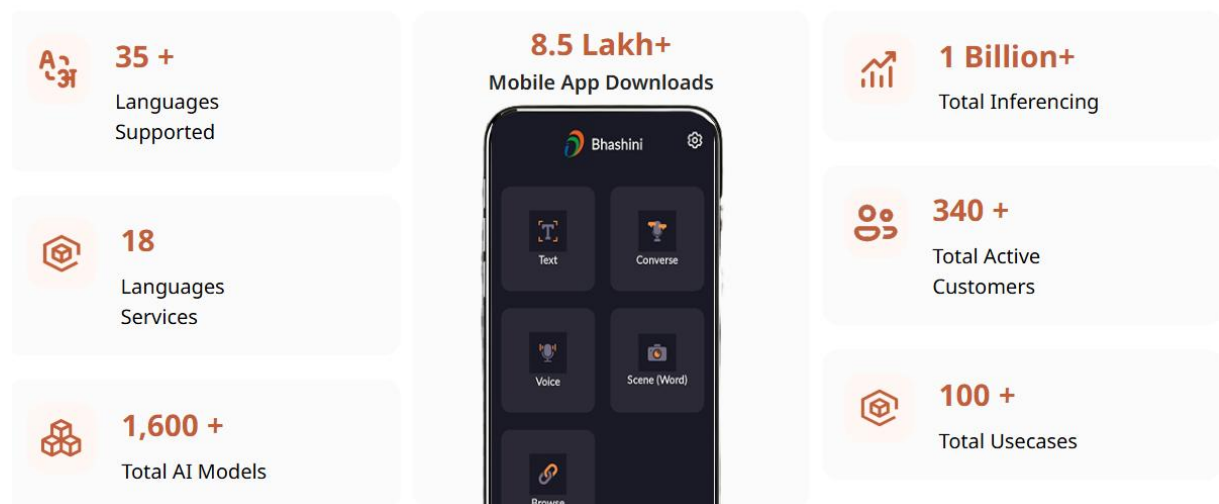 35 +
Languages
Supported
18
Languages
Services
1,600 +
Total AI Models
8.5 Lakh+
Mobile App Downloads
Bhashini
Text
Converse
Voice
Scene (Word)
Browse
1 Billion+
Total Inferencing
340 +
Total Active
Customers
100 +
Total Usecases